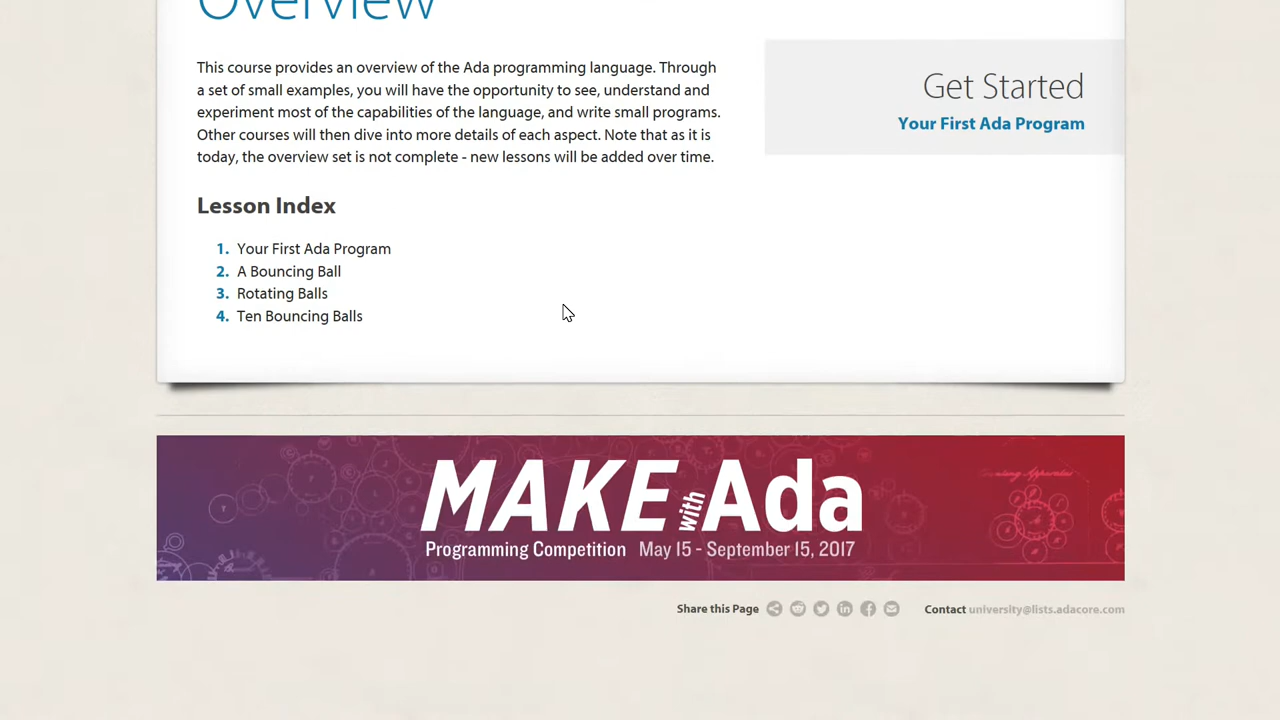 Overview
This course provides an overview of the Ada programming language. Through
a set of small examples, you will have the opportunity to see, understand and
experiment most of the capabilities of the language, and write small programs.
Other courses will then dive into more details of each aspect. Note that as it is
today, the overview set is not complete - new lessons will be added over time.
Get Started
Your First Ada Program
Lesson Index
1. Your First Ada Program
2. A Bouncing Ball
3. Rotating Balls
4. Ten Bouncing Balls
MAKE with Ada
Programming Competition May 15 - September 15, 2017
Share this Page
Contact university@lists.adacore.com